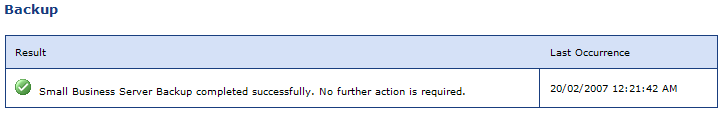 Backup
Result Last Occurrence
Small Business Server Backup completed successfully. No further action is required. 20/02/2007 12:21:42 AM